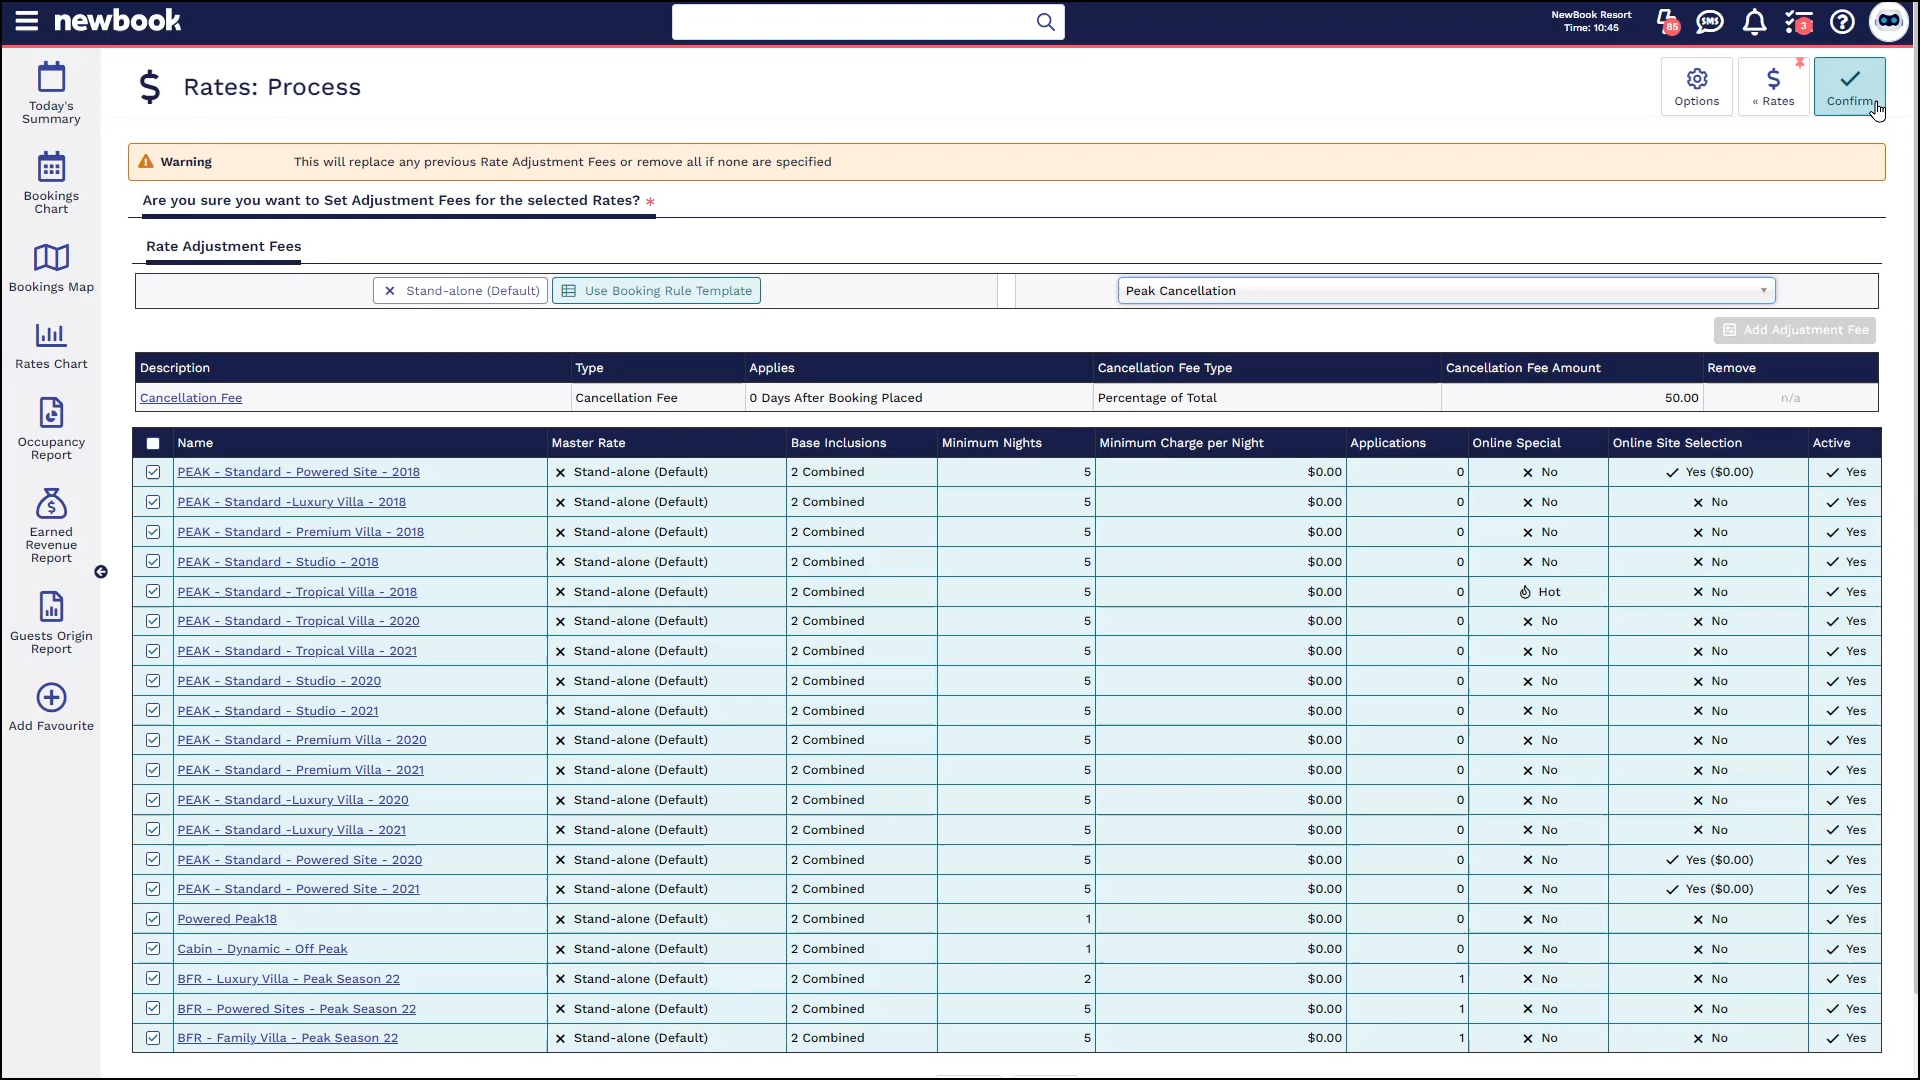 newbook
NewBook Resort
Time: 10:45
85
SMS
3
Today's
Summary
Bookings
Chart
Bookings Map
Rates Chart
Occupancy
Report
Earned
Revenue
Report
Guests Origin
Report
Add Favourite
Rates: Process
Options
« Rates
Confirm
Warning This will replace any previous Rate Adjustment Fees or remove all if none are specified
Are you sure you want to Set Adjustment Fees for the selected Rates? *
Rate Adjustment Fees
Stand-alone (Default) Use Booking Rule Template Peak Cancellation
Add Adjustment Fee
Description Type Applies Cancellation Fee Type Cancellation Fee Amount Remove
Cancellation Fee Cancellation Fee 0 Days After Booking Placed Percentage of Total 50.00 n/a
Name Master Rate Base Inclusions Minimum Nights Minimum Charge per Night Applications Online Special Online Site Selection Active
PEAK - Standard - Powered Site - 2018 Stand-alone (Default) 2 Combined 5 $0.00 0 No Yes ($0.00) Yes
PEAK - Standard -Luxury Villa - 2018 Stand-alone (Default) 2 Combined 5 $0.00 0 No No Yes
PEAK - Standard - Premium Villa - 2018 Stand-alone (Default) 2 Combined 5 $0.00 0 No No Yes
PEAK - Standard - Studio - 2018 Stand-alone (Default) 2 Combined 5 $0.00 0 No No Yes
PEAK - Standard - Tropical Villa - 2018 Stand-alone (Default) 2 Combined 5 $0.00 0 Hot No Yes
PEAK - Standard - Tropical Villa - 2020 Stand-alone (Default) 2 Combined 5 $0.00 0 No No Yes
PEAK - Standard - Tropical Villa - 2021 Stand-alone (Default) 2 Combined 5 $0.00 0 No No Yes
PEAK - Standard - Studio - 2020 Stand-alone (Default) 2 Combined 5 $0.00 0 No No Yes
PEAK - Standard - Studio - 2021 Stand-alone (Default) 2 Combined 5 $0.00 0 No No Yes
PEAK - Standard - Premium Villa - 2020 Stand-alone (Default) 2 Combined 5 $0.00 0 No No Yes
PEAK - Standard - Premium Villa - 2021 Stand-alone (Default) 2 Combined 5 $0.00 0 No No Yes
PEAK - Standard -Luxury Villa - 2020 Stand-alone (Default) 2 Combined 5 $0.00 0 No No Yes
PEAK - Standard -Luxury Villa - 2021 Stand-alone (Default) 2 Combined 5 $0.00 0 No No Yes
PEAK - Standard - Powered Site - 2020 Stand-alone (Default) 2 Combined 5 $0.00 0 No Yes ($0.00) Yes
PEAK - Standard - Powered Site - 2021 Stand-alone (Default) 2 Combined 5 $0.00 0 No Yes ($0.00) Yes
Powered Peak18 Stand-alone (Default) 2 Combined 1 $0.00 0 No No Yes
Cabin - Dynamic - Off Peak Stand-alone (Default) 2 Combined 1 $0.00 0 No No Yes
BFR - Luxury Villa - Peak Season 22 Stand-alone (Default) 2 Combined 2 $0.00 1 No No Yes
BFR - Powered Sites - Peak Season 22 Stand-alone (Default) 2 Combined 5 $0.00 1 No No Yes
BFR - Family Villa - Peak Season 22 Stand-alone (Default) 2 Combined 5 $0.00 1 No No Yes